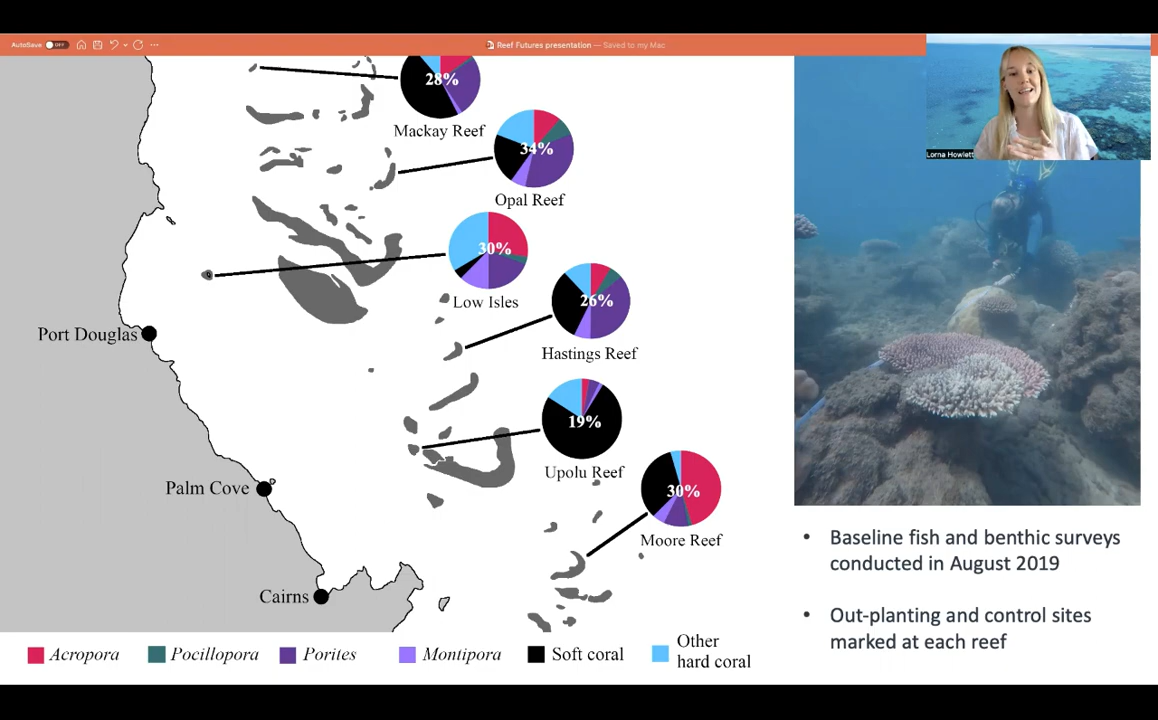 AutoSave OFF
Reef Futures presentation — Saved to my Mac
Lorna Howlett
28%
Mackay Reef
34%
Opal Reef
30%
Low Isles
26%
Hastings Reef
Port Douglas
19%
Upolu Reef
Palm Cove
30%
Moore Reef
Cairns
Acropora
Pocillopora
Porites
Montipora
Soft coral
Other
hard coral
• Baseline fish and benthic surveys
conducted in August 2019
• Out-planting and control sites
marked at each reef